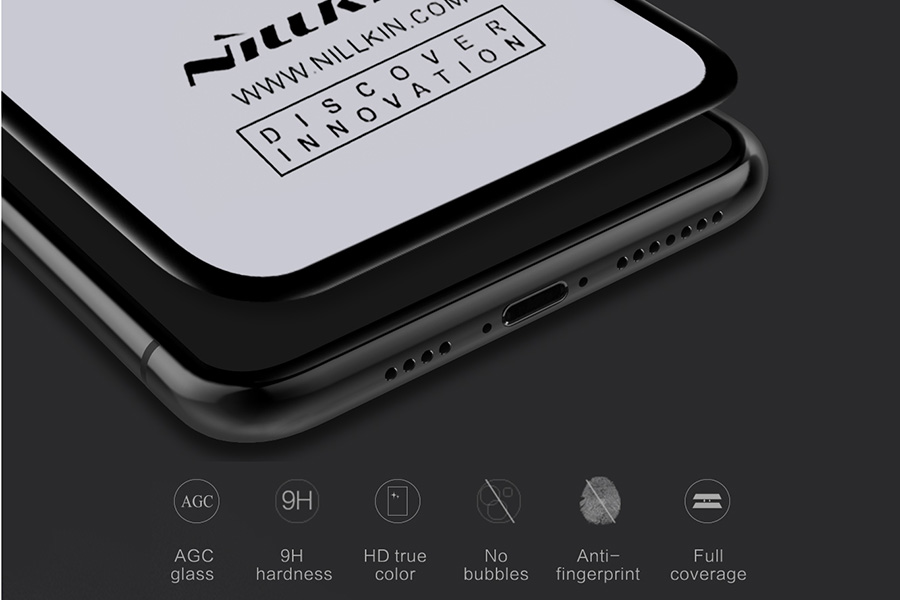 NILLK
WWW.NILLKIN.COM
DISCOVER
INNOVATION
AGC
9H
AGC
glass
9H
hardness
HD true
color
No
bubbles
Anti-
fingerprint
Full
coverage